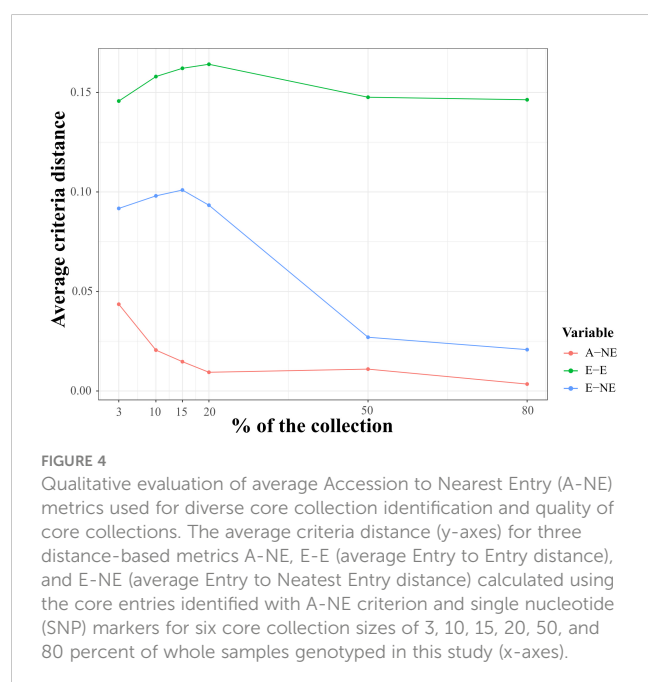 0.15
0.10
0.05
0.00
Average criteria distance
3 10 15 20 50 80
% of the collection
Variable
A−NE
E−E
E−NE
FIGURE 4
Qualitative evaluation of average Accession to Nearest Entry (A-NE)
metrics used for diverse core collection identification and quality of
core collections. The average criteria distance (y-axes) for three
distance-based metrics A-NE, E-E (average Entry to Entry distance),
and E-NE (average Entry to Neatest Entry distance) calculated using
the core entries identified with A-NE criterion and single nucleotide
(SNP) markers for six core collection sizes of 3, 10, 15, 20, 50, and
80 percent of whole samples genotyped in this study (x-axes).